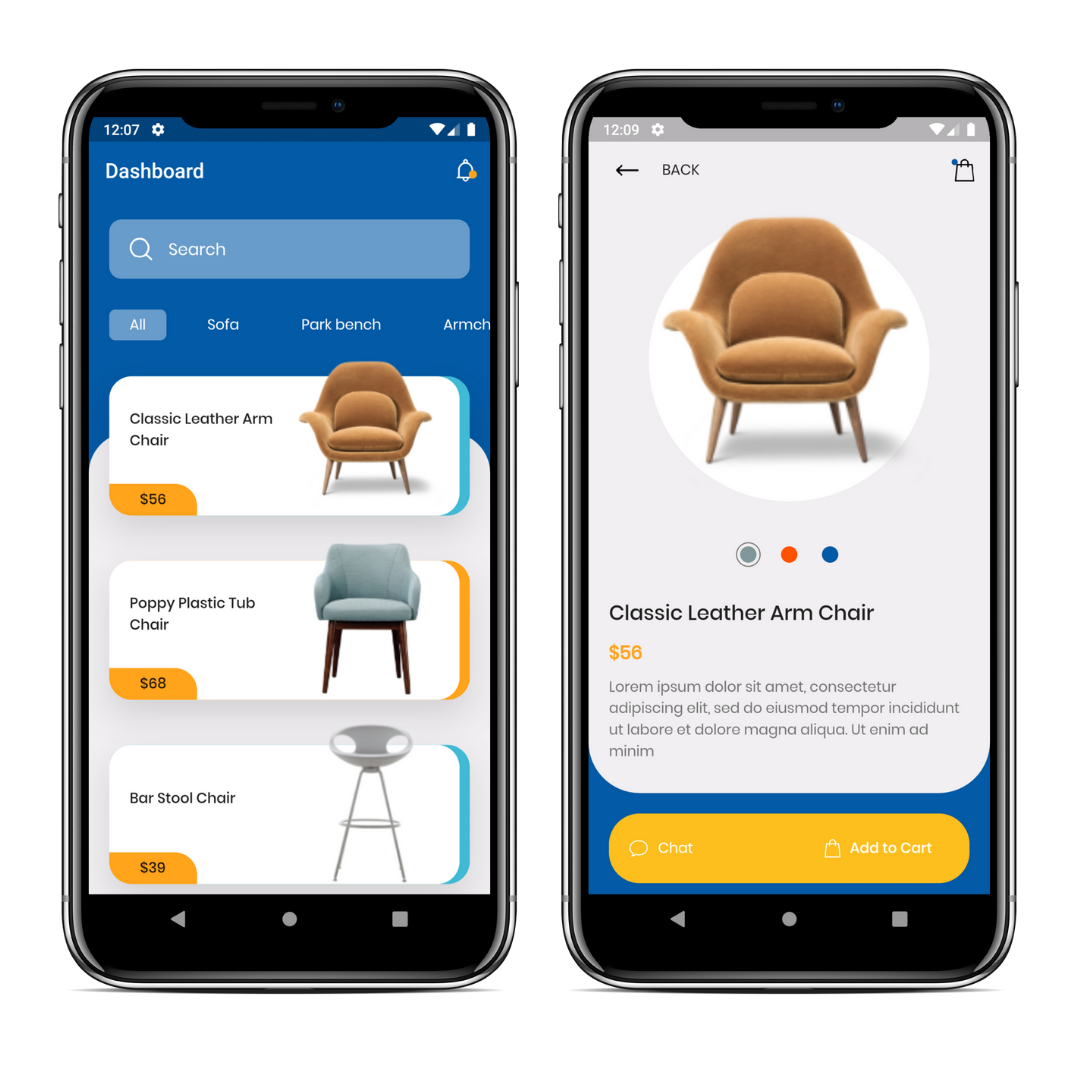 12:07
Dashboard
Search
All Sofa Park bench Armch
Classic Leather Arm
Chair
$56
Poppy Plastic Tub
Chair
$68
Bar Stool Chair
$39
12:09
BACK
Classic Leather Arm Chair
$56
Lorem ipsum dolor sit amet, consectetur
adipiscing elit, sed do eiusmod tempor incididunt
ut labore et dolore magna aliqua. Ut enim ad
minim
Chat Add to Cart